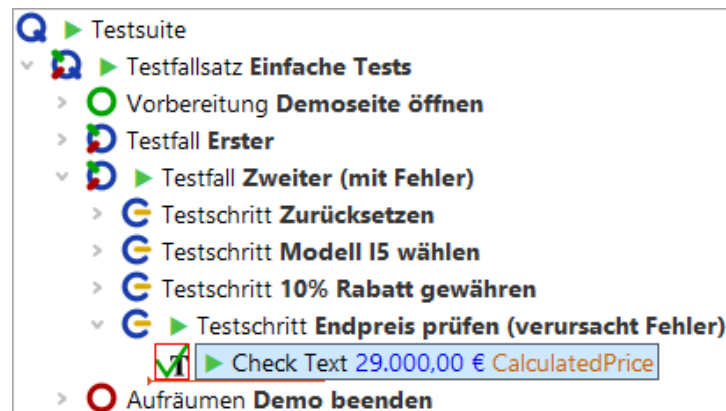 Testsuite
Testfallsatz Einfache Tests
Vorbereitung Demoseite öffnen
Testfall Erster
Testfall Zweiter (mit Fehler)
Testschritt Zurücksetzen
Testschritt Modell I5 wählen
Testschritt 10% Rabatt gewähren
Testschritt Endpreis prüfen (verursacht Fehler)
Check Text 29.000,00 € CalculatedPrice
Aufräumen Demo beenden